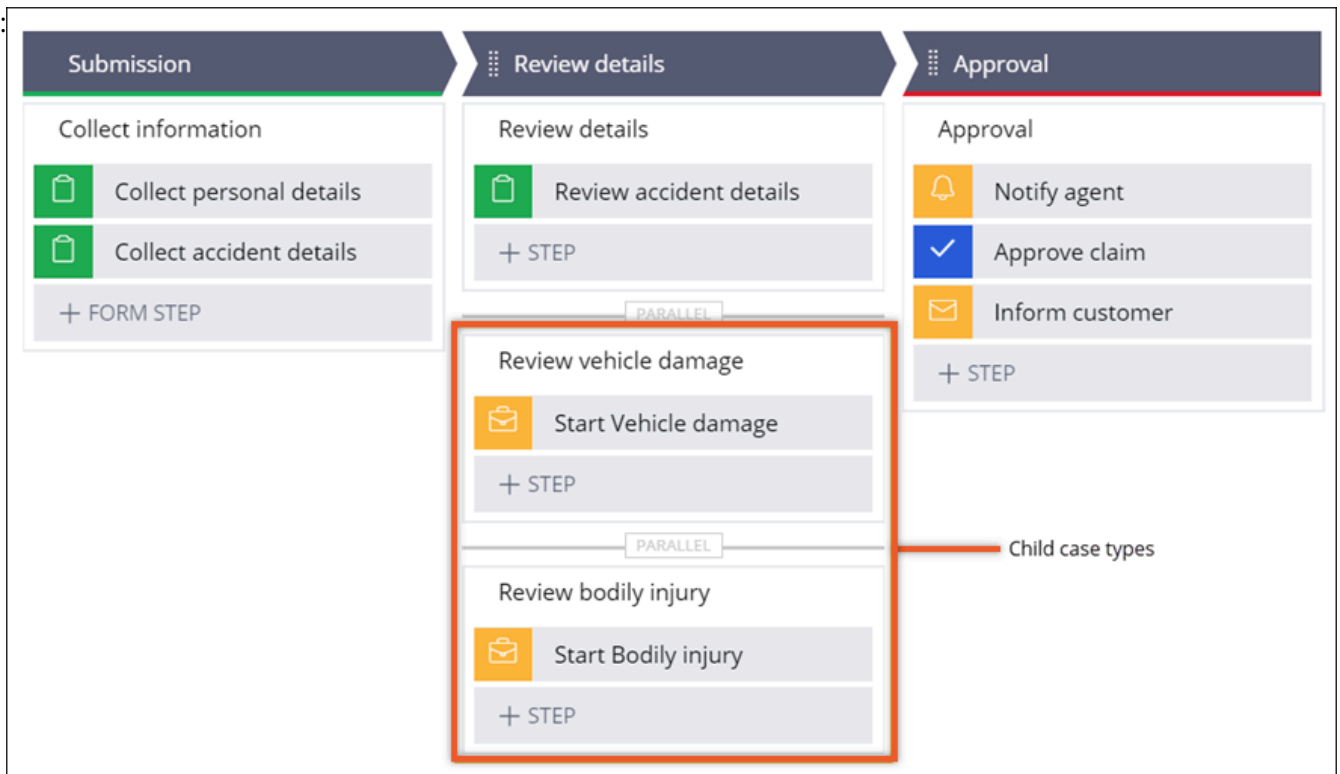 :
Submission
Review details
Approval
Collect information
Collect personal details
Collect accident details
+ FORM STEP
Review details
Review accident details
+ STEP
PARALLEL
Review vehicle damage
Start Vehicle damage
+ STEP
PARALLEL
Review bodily injury
Start Bodily injury
+ STEP
Approval
Notify agent
Approve claim
Inform customer
+ STEP
Child case types